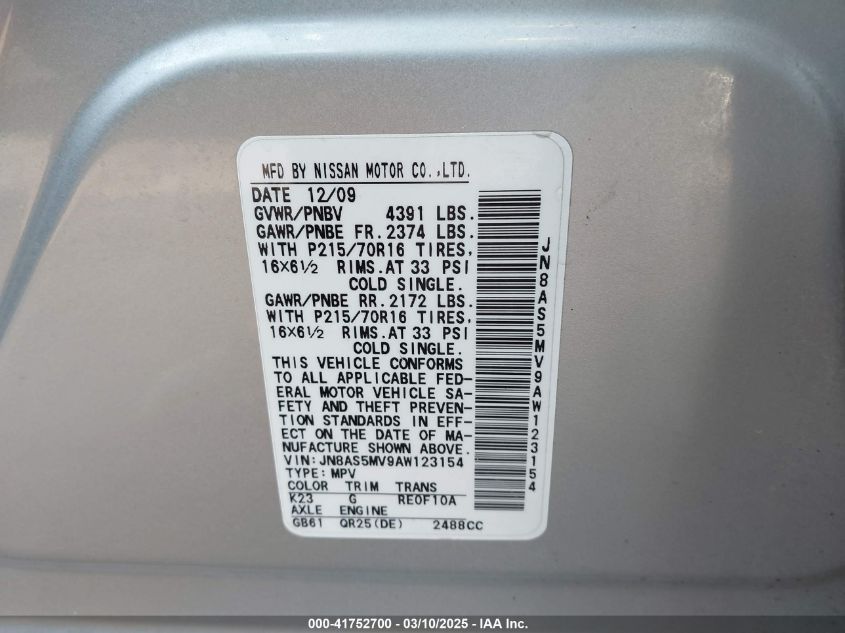 MFD BY NISSAN MOTOR CO.,LTD.
DATE 12/09
GVWR/PNBV 4391 LBS.
GAWR/PNBE FR. 2374 LBS.
WITH P215/70R16 TIRES,
16×6½ RIMS.AT 33 PSI
COLD SINGLE.
GAWR/PNBE RR. 2172 LBS.
WITH P215/70R16 TIRES,
16×6½ RIMS.AT 33 PSI
COLD SINGLE.
THIS VEHICLE CONFORMS
TO ALL APPLICABLE FED-
ERAL MOTOR VEHICLE SA-
FETY AND THEFT PREVEN-
TION STANDARDS IN EFF-
ECT ON THE DATE OF MA-
NUFACTURE SHOWN ABOVE.
VIN: JN8AS5MV9AW123154
TYPE: MPV
COLOR TRIM TRANS
K23 G RE0F10A
AXLE ENGINE
GB61 QR25(DE) 2488CC
JN8AS5MV9AW123154
000-41752700 - 03/10/2025 - © IAA Inc.